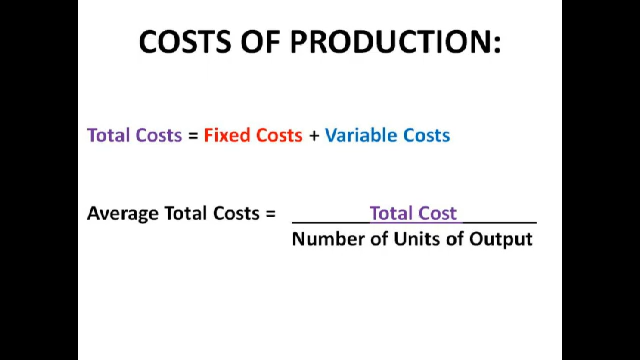 COSTS OF PRODUCTION:
Total Costs = Fixed Costs + Variable Costs
Average Total Costs = Total Cost
Number of Units of Output